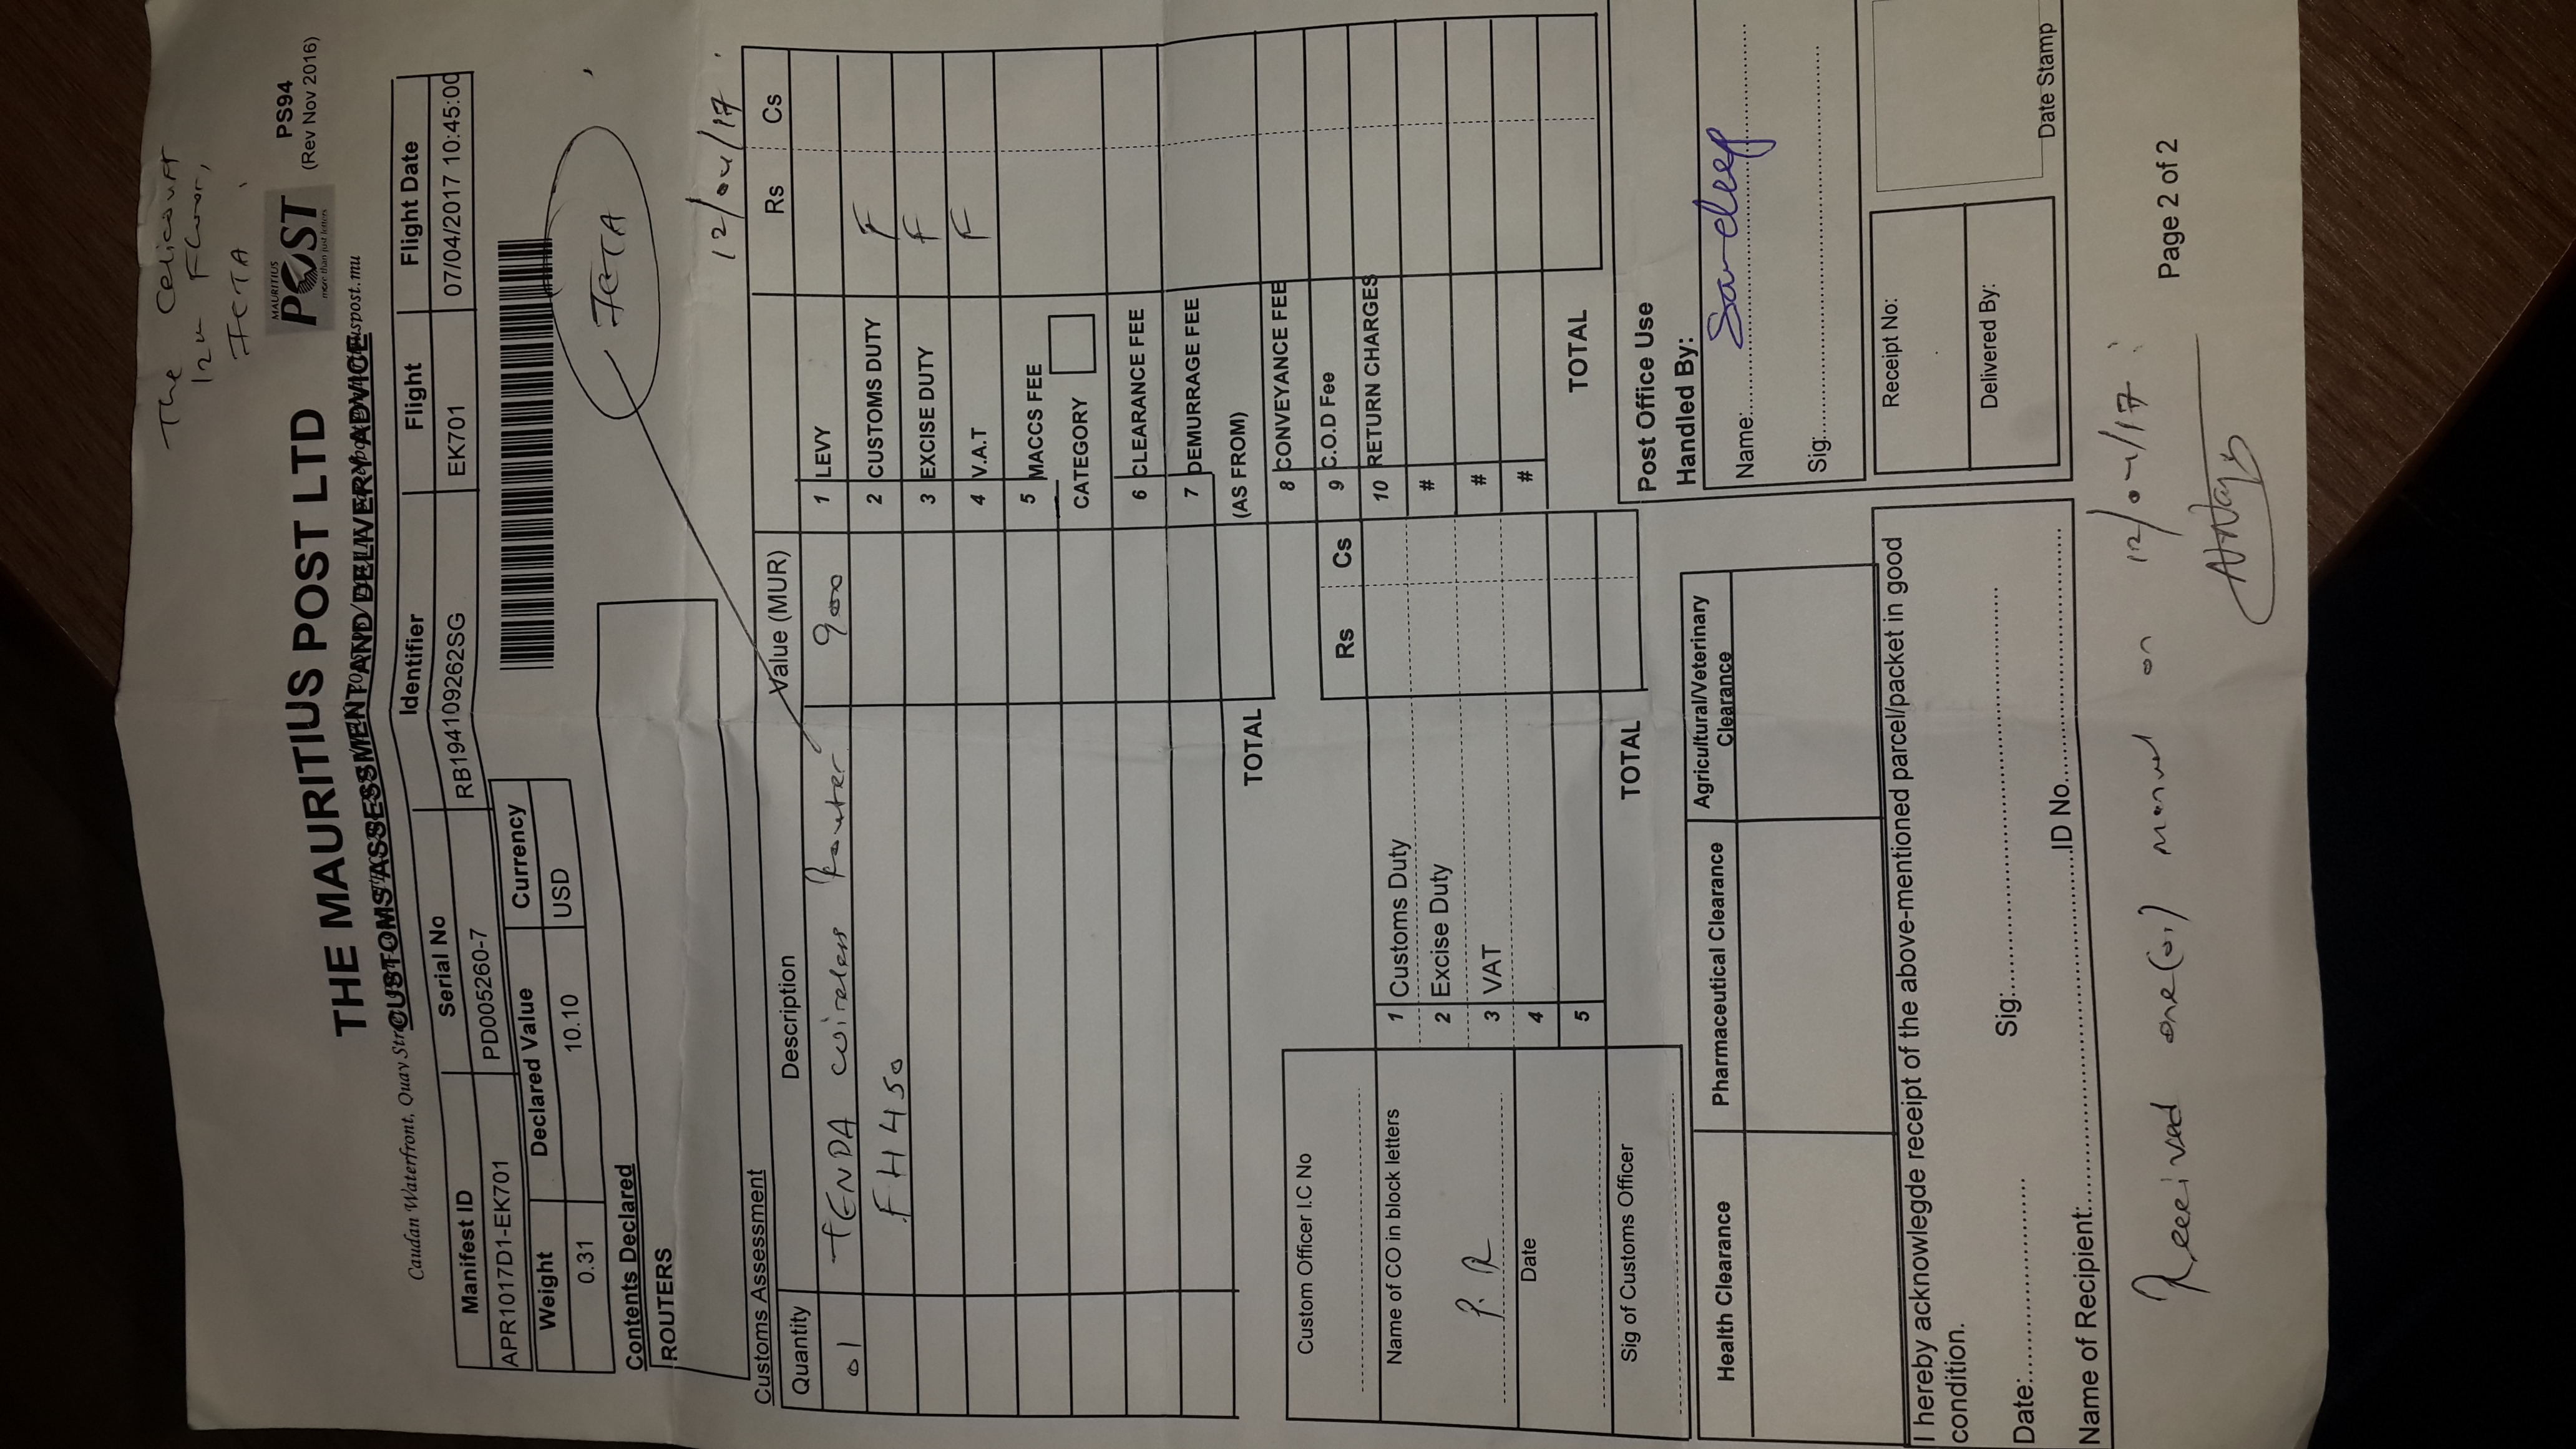 The Celicourt
12th Floor,
ICTA
MAURITIUS
POST
more than just letters
PS94
(Rev Nov 2016)
THE MAURITIUS POST LTD
CUSTOMS ASSESSMENT AND DELIVERY ADVICE
Caudan Waterfront, Quay Str
uspost.mu
Manifest ID Serial No Identifier Flight Flight Date
APR1017D1-EK701 PD005260-7 RB194109262SG EK701 07/04/2017 10:45:00
Weight Declared Value Currency
0.31 10.10 USD
Contents Declared
ROUTERS
ICTA
12/04/17
Customs Assessment
Quantity Description Value (MUR) Rs Cs
01 TENDA wireless Router 900 1 LEVY
FH450 2 CUSTOMS DUTY F
3 EXCISE DUTY F
4 V.A.T F
5 MACCS FEE
CATEGORY
6 CLEARANCE FEE
7 DEMURRAGE FEE
TOTAL (AS FROM)
8 CONVEYANCE FEE
9 C.O.D Fee
10 RETURN CHARGES
#
#
#
TOTAL
Rs Cs
Custom Officer I.C No
1 Customs Duty
Name of CO in block letters
2 Excise Duty
P. R
3 VAT
Date 4
5
Sig of Customs Officer TOTAL
Post Office Use
Handled By:
Name: Sandeep
Sig:
Health Clearance Pharmaceutical Clearance Agricultural/Veterinary Clearance
Receipt No:
Delivered By:
Date Stamp
I hereby acknowlegde receipt of the above-mentioned parcel/packet in good
condition.
Date: Sig:
Name of Recipient: ID No.
Received one(01) manual on 12/04/17.
Page 2 of 2